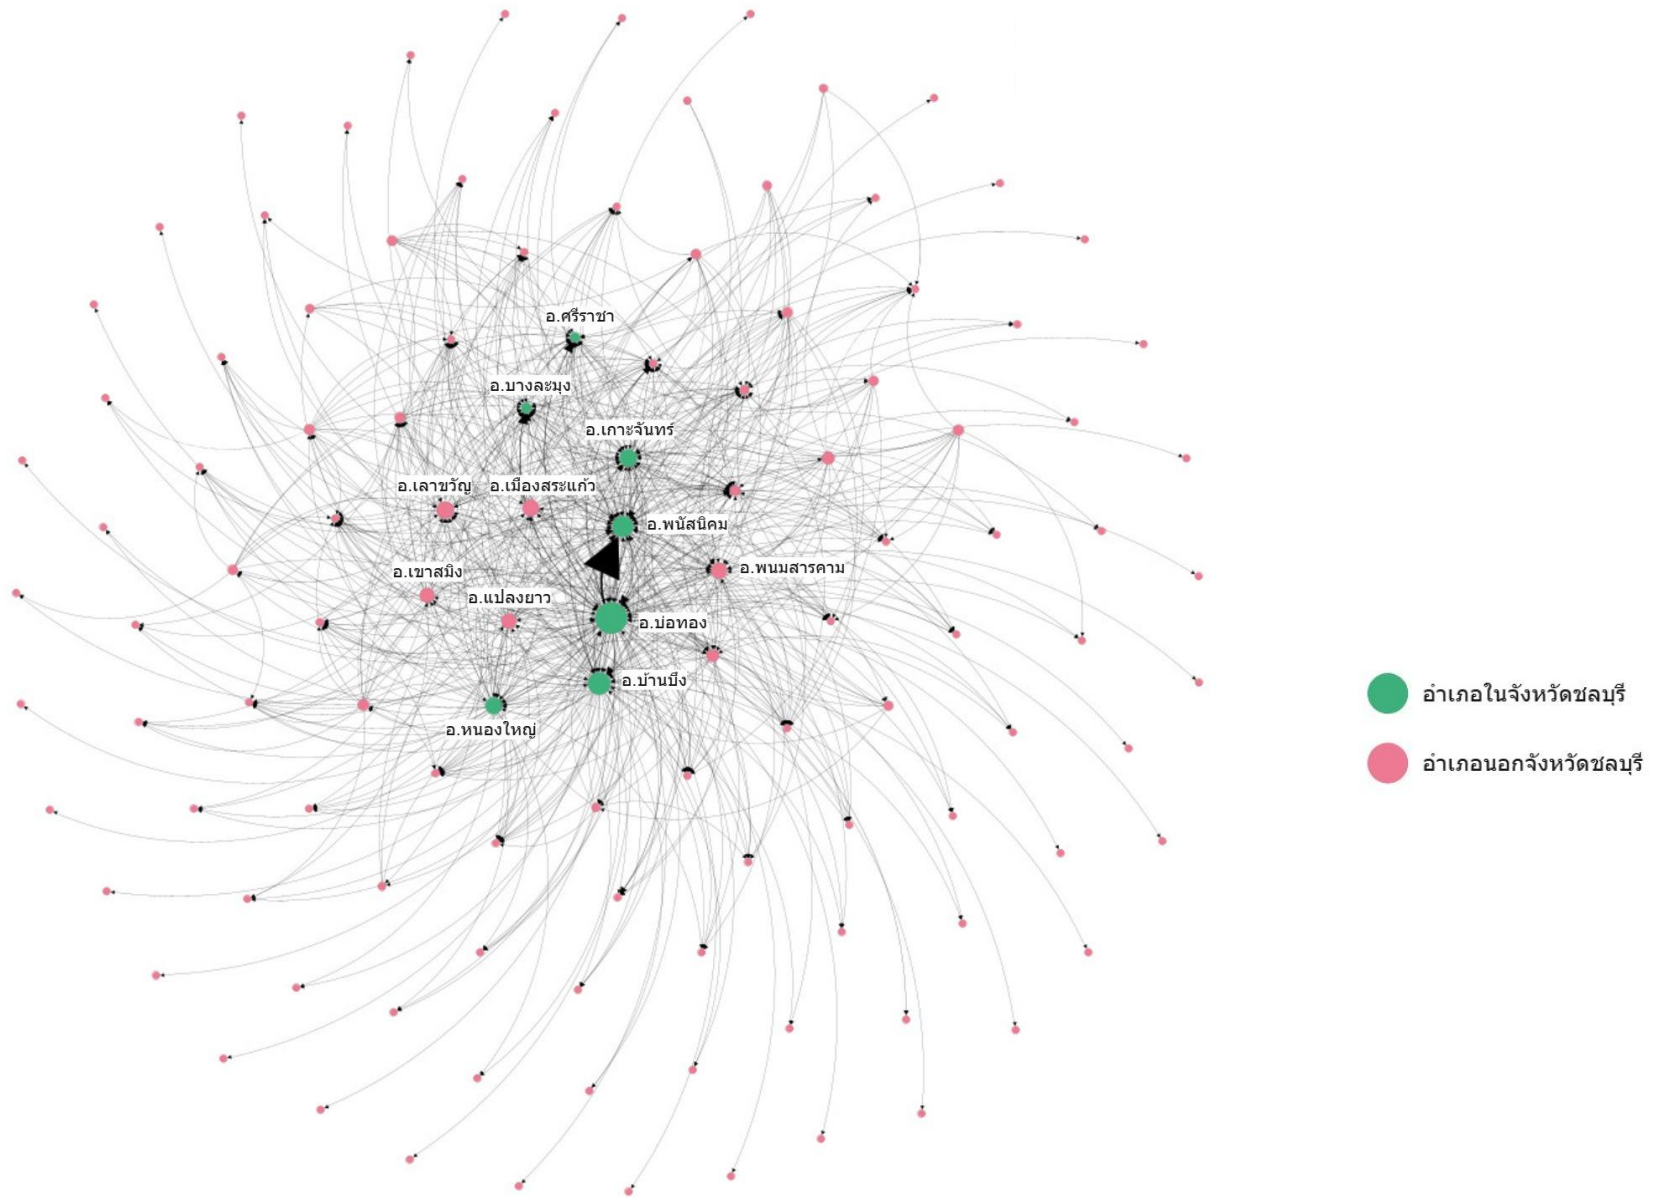 อ.ศรีราชา
อ.บางละมุง
อ.เกาะจันทร์
อ.เลาขวัญ
อ.เมืองสระแก้ว
อ.พนัสนิคม
อ.พนมสารคาม
อ.เขาสมิง
อ.แปลงยาว
อ.บ่อทอง
อ.บ้านบึง
อ.หนองใหญ่
อำเภอในจังหวัดชลบุรี
อำเภอนอกจังหวัดชลบุรี